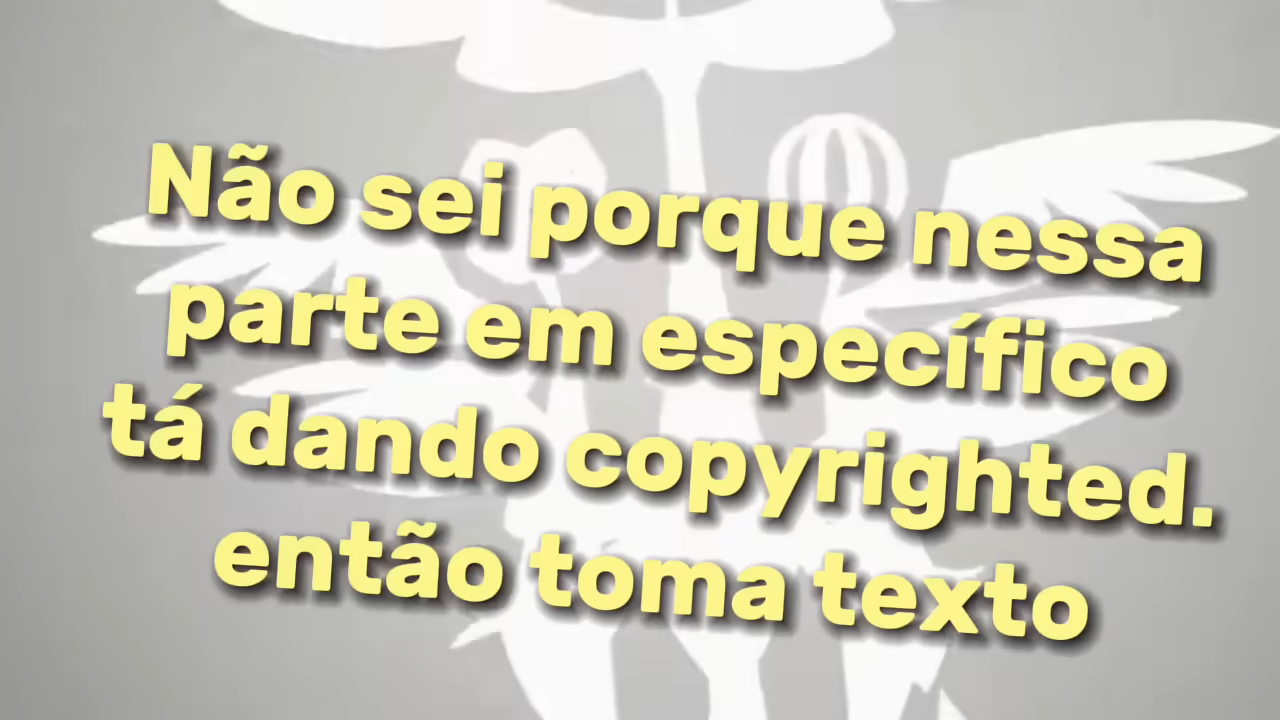 Não sei porque nessa
parte em específico
tá dando copyrighted.
então toma texto